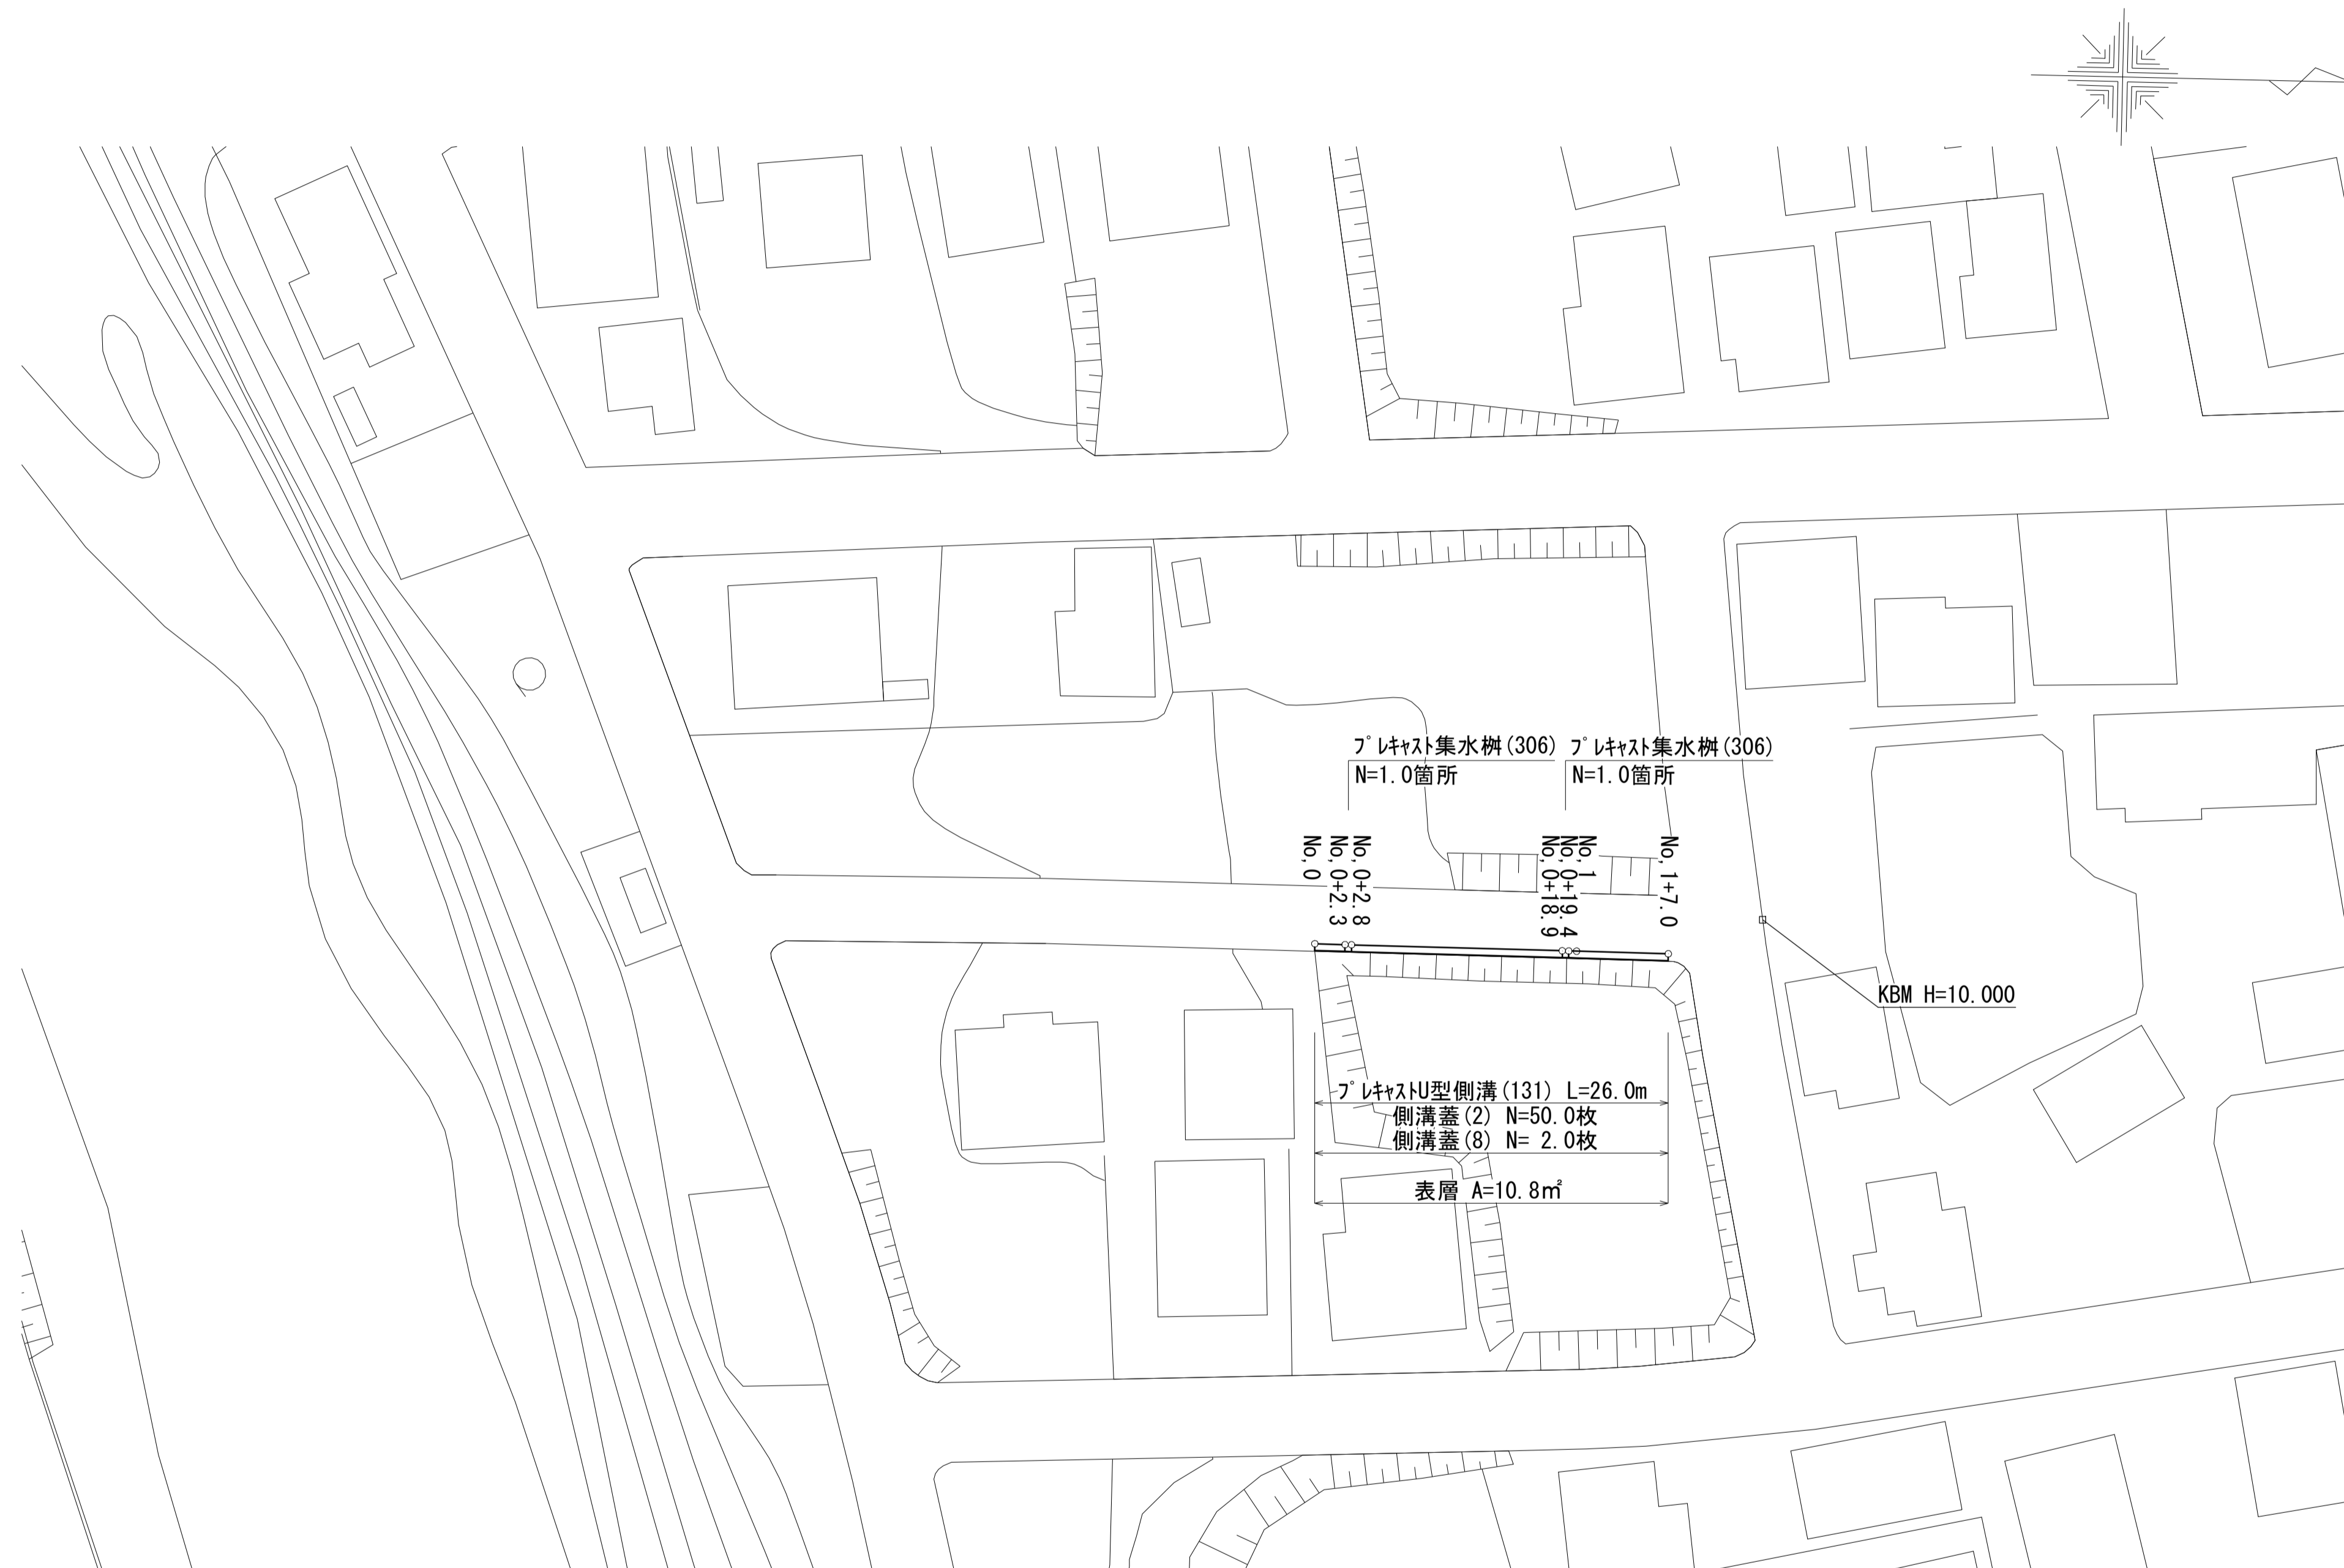 ﾌﾟﾚｷｬｽﾄ集水桝(306)
N=1.0箇所
ﾌﾟﾚｷｬｽﾄ集水桝(306)
N=1.0箇所
No,0
No,0+2.3
No,0+2.8
No,0+18.9
No,0+19.4
No,1
No,1+7.0
KBM H=10.000
ﾌﾟﾚｷｬｽﾄU型側溝(131) L=26.0m
側溝蓋(2) N=50.0枚
側溝蓋(8) N= 2.0枚
表層 A=10.8㎡